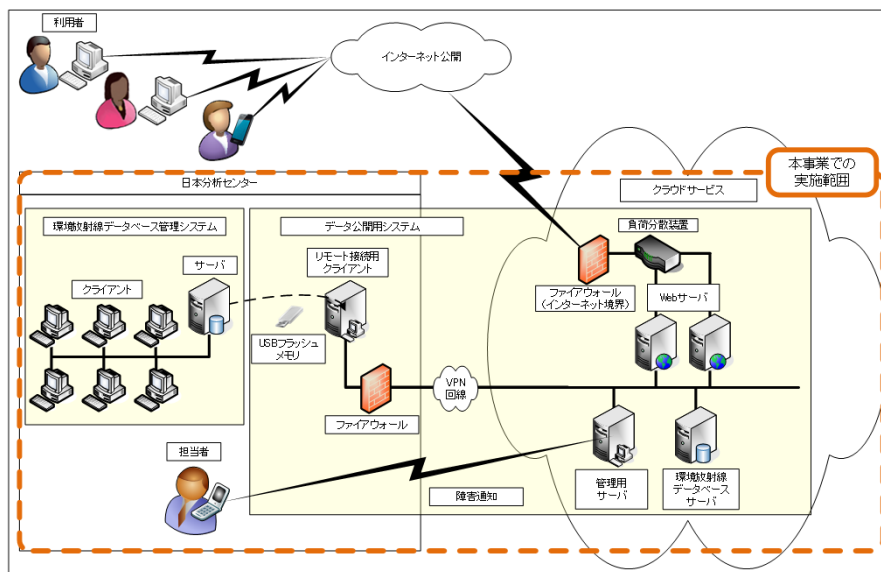 利用者
インターネット公開
本事業での
実施範囲
日本分析センター
クラウドサービス
環境放射線データベース管理システム
データ公開用システム
負荷分散装置
サーバ
リモート接続用
クライアント
クライアント
ファイアウォール
(インターネット境界)
Webサーバ
USBフラッシュ
メモリ
VPN
回線
ファイアウォール
担当者
管理用
サーバ
環境放射線
データベース
サーバ
障害通知